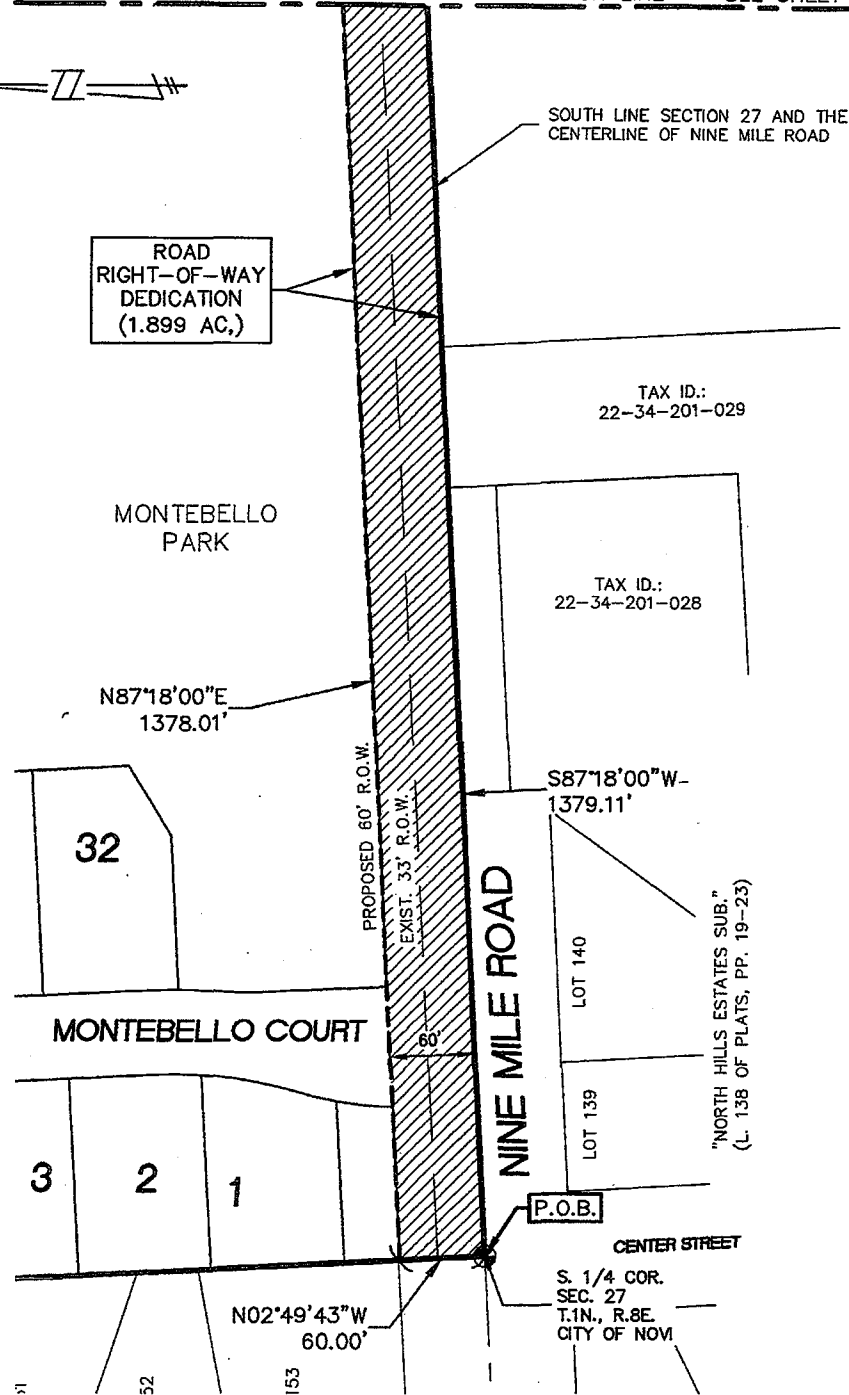 SOUTH LINE SECTION 27 AND THE
CENTERLINE OF NINE MILE ROAD
ROAD
RIGHT-OF-WAY
DEDICATION
(1.899 AC,)
TAX ID.:
22-34-201-029
MONTEBELLO
PARK
TAX ID.:
22-34-201-028
N87°18'00"E
1378.01'
S87°18'00"W
1379.11'
PROPOSED 60' R.O.W.
EXIST. 33' R.O.W.
32
NINE MILE ROAD
LOT 140
"NORTH HILLS ESTATES SUB."
(L. 138 OF PLATS, PP. 19-23)
MONTEBELLO COURT
60'
LOT 139
3
2
1
P.O.B.
CENTER STREET
S. 1/4 COR.
SEC. 27
T.1N., R.8E.
CITY OF NOVI
N02°49'43"W
60.00'
52
153